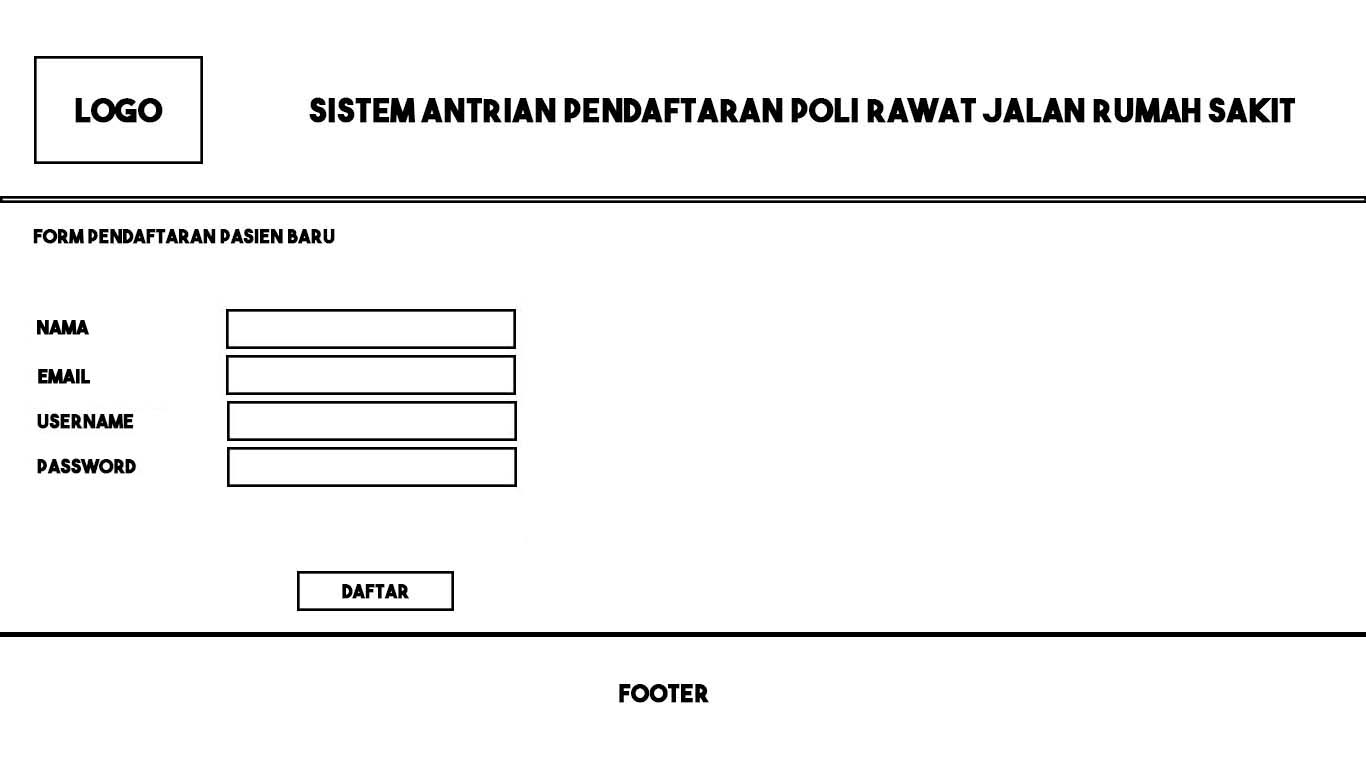 LOGO
SISTEM ANTRIAN PENDAFTARAN POLI RAWAT JALAN RUMAH SAKIT
FORM PENDAFTARAN PASIEN BARU
NAMA
EMAIL
USERNAME
PASSWORD
DAFTAR
FOOTER